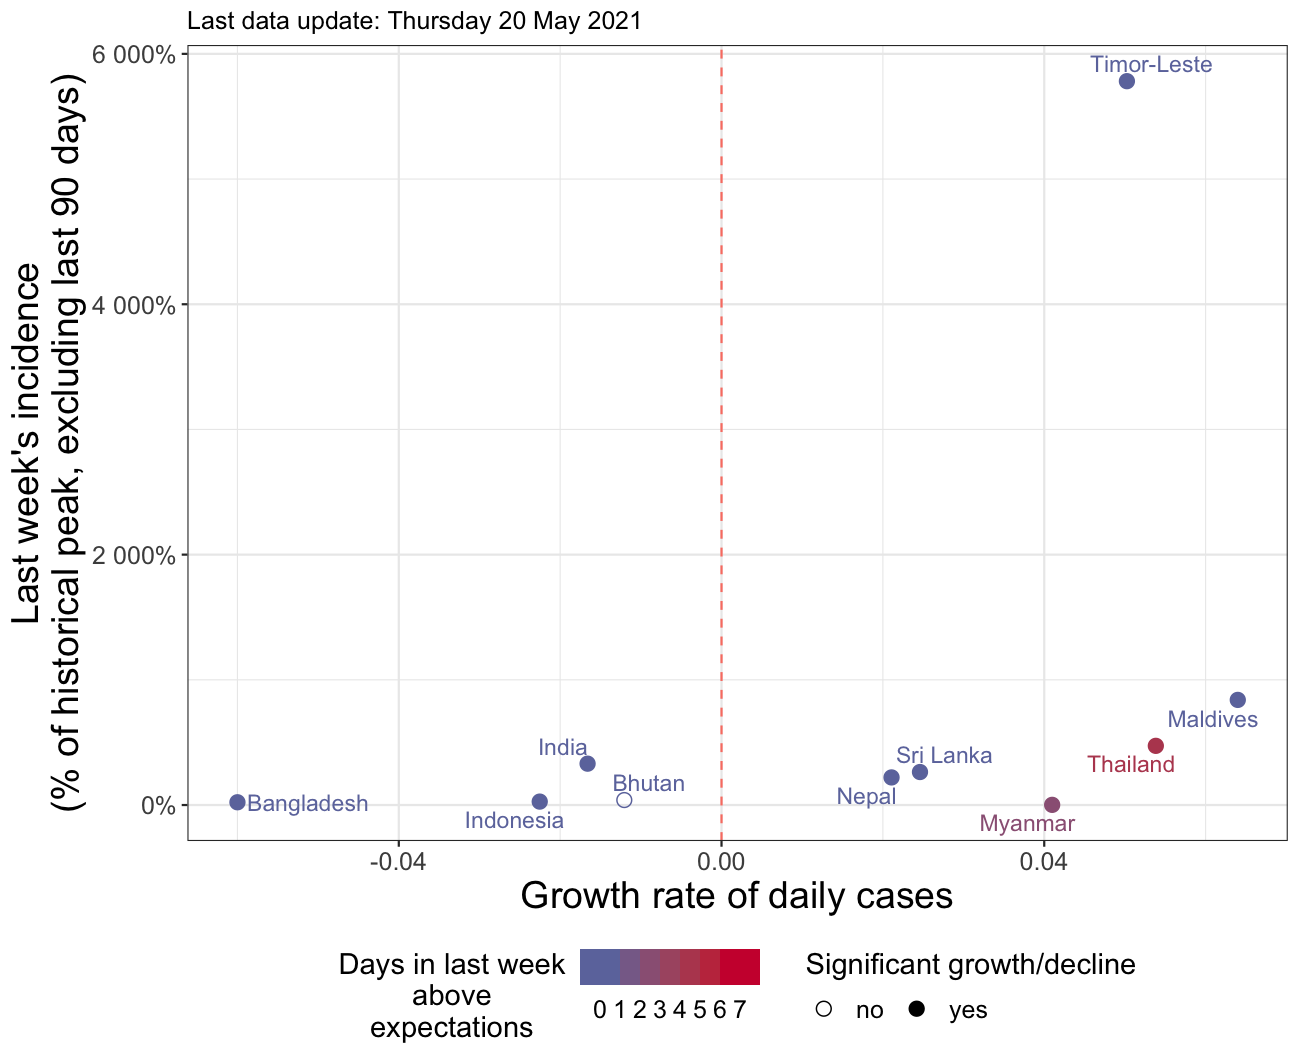 Last data update: Thursday 20 May 2021
Last week's incidence
(% of historical peak, excluding last 90 days)
6 000%
4 000%
2 000%
0%
Timor-Leste
Maldives
Thailand
India
Sri Lanka
Bhutan
Nepal
Bangladesh
Indonesia
Myanmar
-0.04
0.00
0.04
Growth rate of daily cases
Days in last week
above
expectations
0 1 2 3 4 5 6 7
Significant growth/decline
no
yes